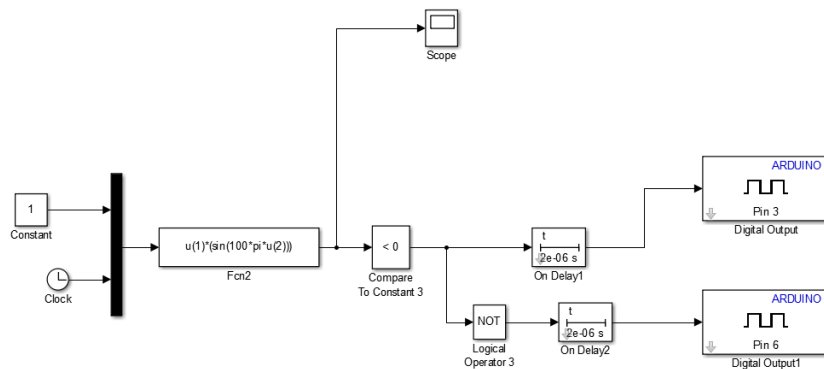 Scope
ARDUINO
Pin 3
Digital Output
1
Constant
Clock
u(1)*(sin(100*pi*u(2)))
Fcn2
< 0
Compare
To Constant 3
t
2e-06 s
On Delay1
NOT
Logical
Operator 3
t
2e-06 s
On Delay2
ARDUINO
Pin 6
Digital Output1